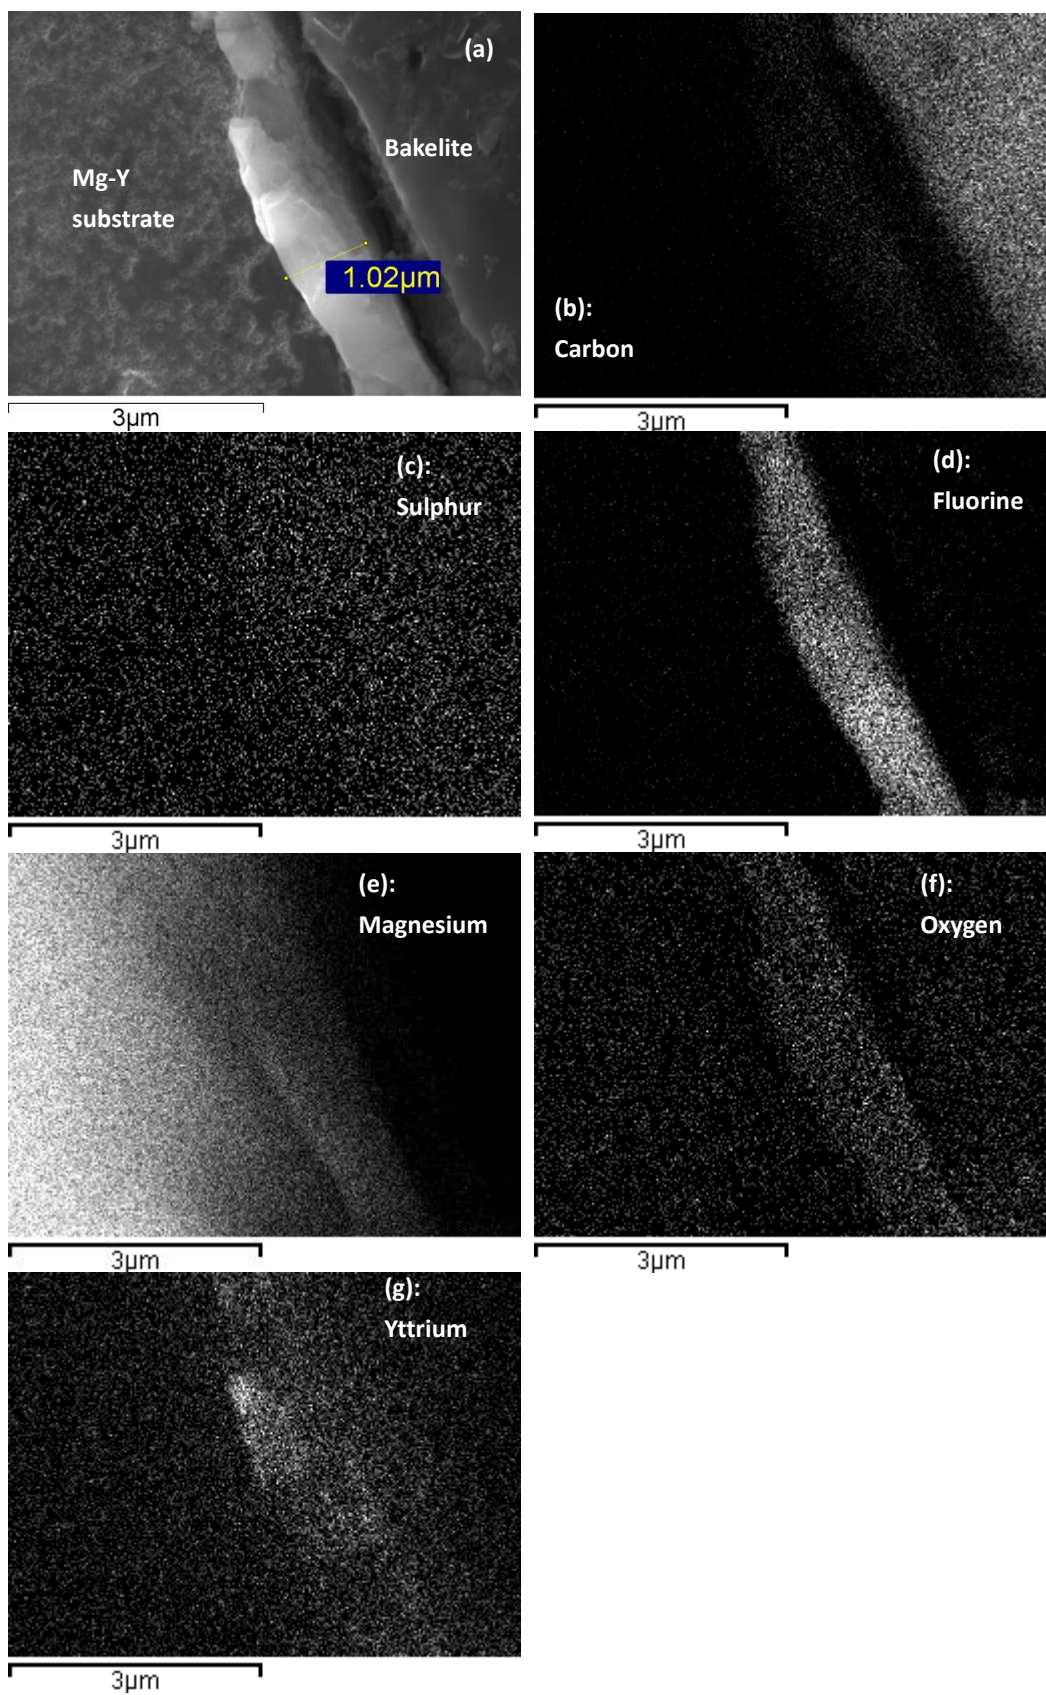 (a)
Bakelite
Mg-Y
substrate
1.02µm
3µm
(b):
Carbon
3µm
(c):
Sulphur
3µm
(d):
Fluorine
3µm
(e):
Magnesium
3µm
(f):
Oxygen
3µm
(g):
Yttrium
3µm